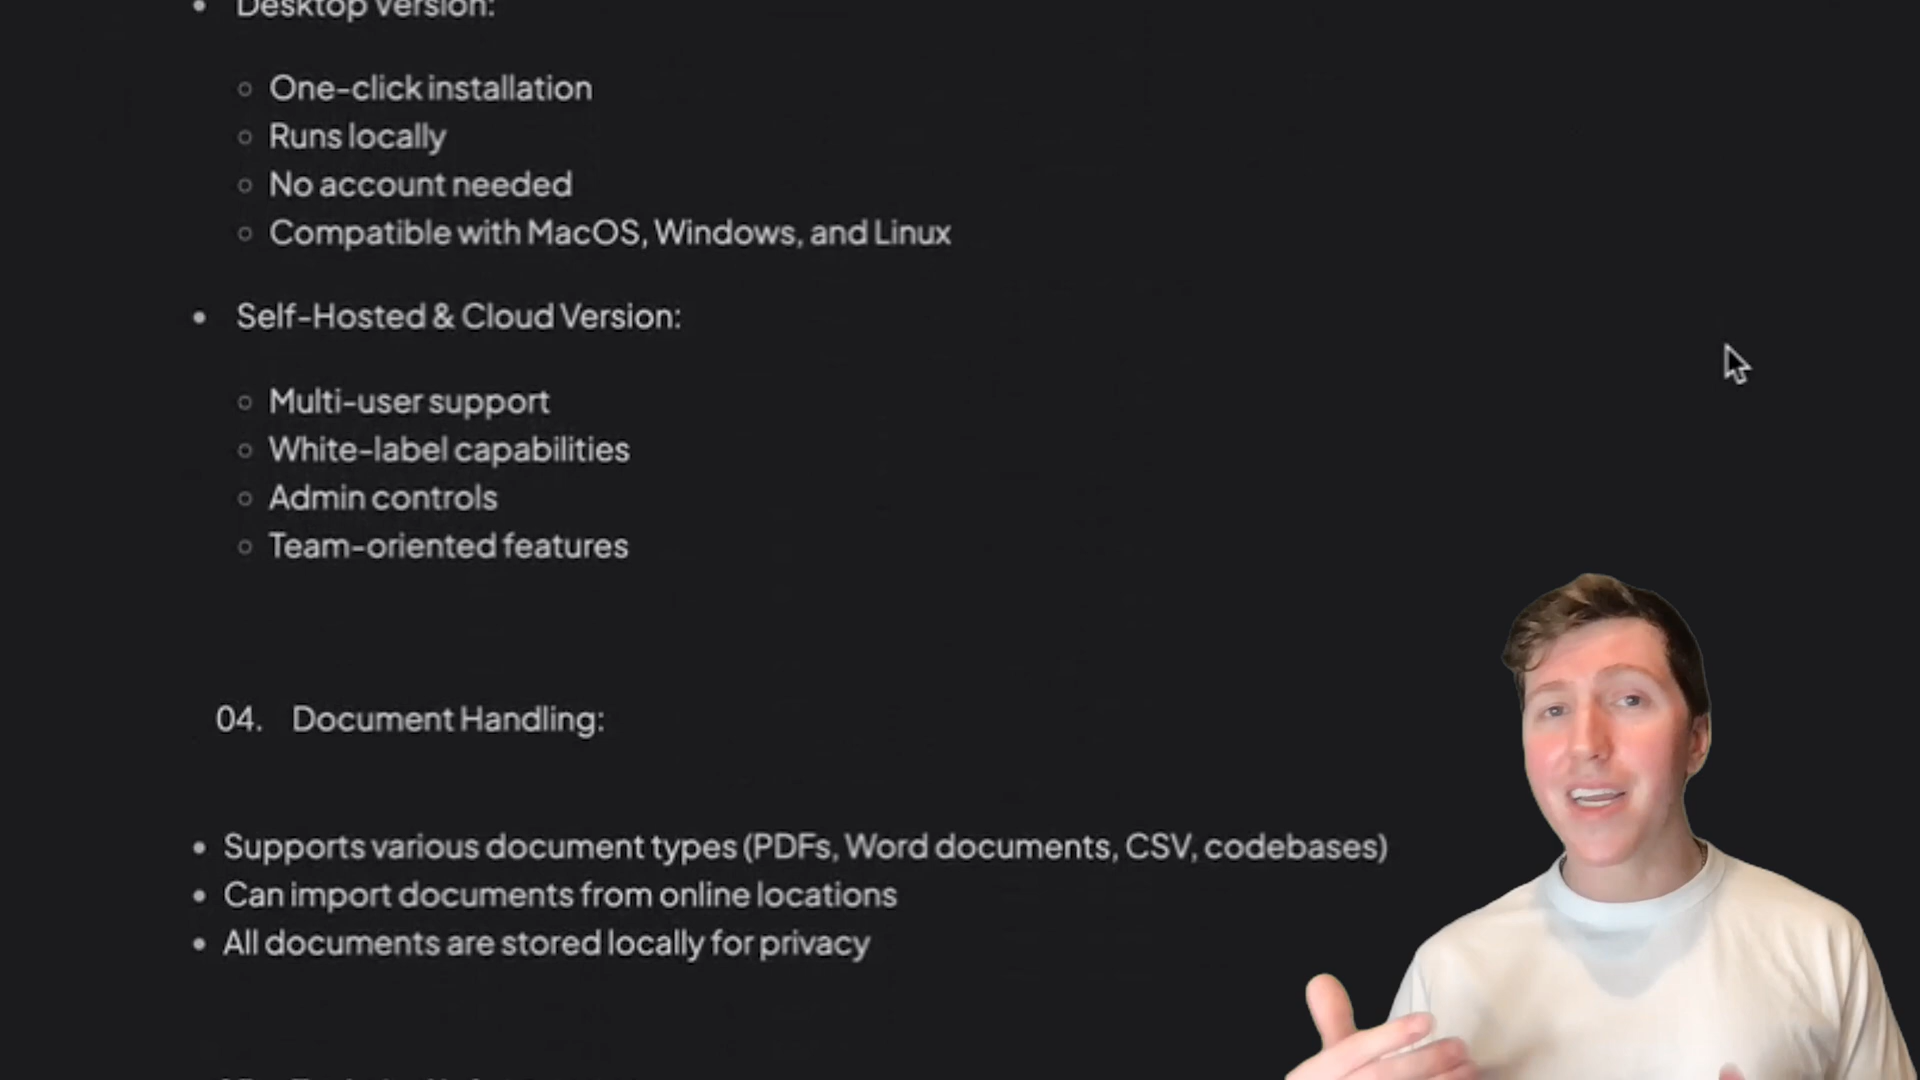 Desktop Version:
One-click installation
Runs locally
No account needed
Compatible with MacOS, Windows, and Linux
Self-Hosted & Cloud Version:
Multi-user support
White-label capabilities
Admin controls
Team-oriented features
04. Document Handling:
Supports various document types (PDFs, Word documents, CSV, codebases)
Can import documents from online locations
All documents are stored locally for privacy